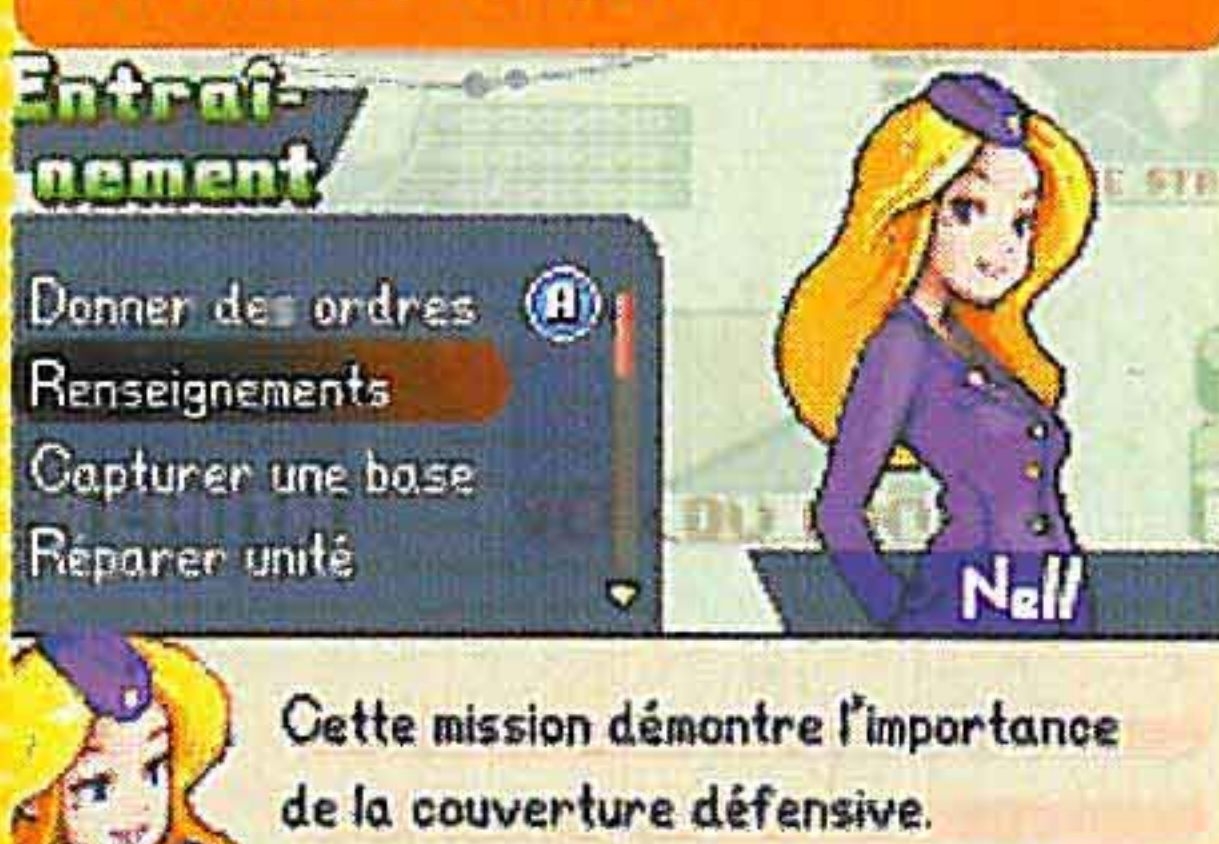 Entraî-
nement
Donner des ordres
A
Renseignements
Capturer une base
Réparer unité
Nell
Cette mission démontre l'importance
de la couverture défensive.